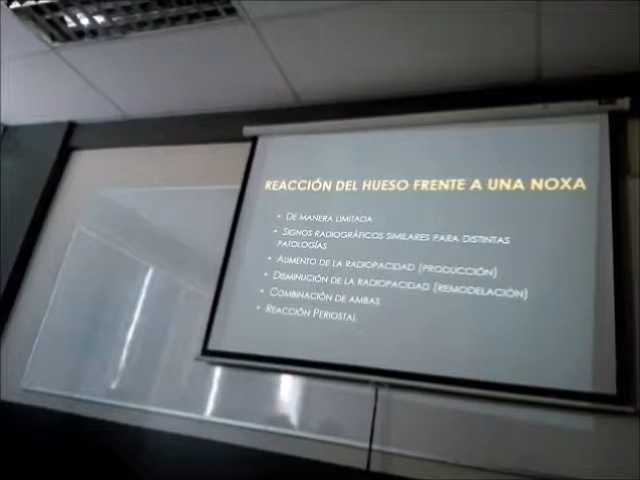 REACCIÓN DEL HUESO FRENTE A UNA NOXA
• DE MANERA LIMITADA
• SIGNOS RADIOGRÁFICOS SIMILARES PARA DISTINTAS
PATOLOGÍAS
• AUMENTO DE LA RADIOPACIDAD (PRODUCCIÓN)
• DISMINUCIÓN DE LA RADIOPACIDAD (REMODELACIÓN)
• COMBINACIÓN DE AMBAS
• REACCIÓN PERIOSTAL